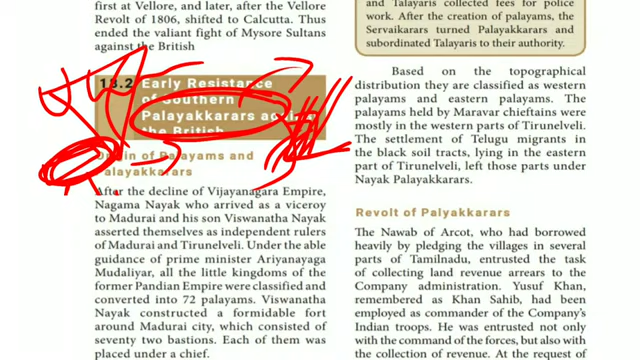 first at Vellore, and later, after the Vellore
Revolt of 1806, shifted to Calcutta. Thus
ended the valiant fight of Mysore Sultans
against the British
18.2 Early Resistance
of Southern
Palayakkarars against
the British
Origin of Palayams and
Palayakkarars
After the decline of Vijayanagara Empire,
Nagama Nayak who arrived as a viceroy
to Madurai and his son Viswanatha Nayak
asserted themselves as independent rulers
of Madurai and Tirunelveli. Under the able
guidance of prime minister Ariyanayaga
Mudaliyar, all the little kingdoms of the
former Pandian Empire were classified and
converted into 72 palayams. Viswanatha
Nayak constructed a formidable fort
around Madurai city, which consisted of
seventy two bastions. Each of them was
placed under a chief.
and Talayaris collected fees for police
work. After the creation of palayams, the
Servaikarars turned Palayakkarars and
subordinated Talayaris to their authority.
Based on the topographical
distribution they are classified as western
palayams and eastern palayams. The
palayams held by Maravar chieftains were
mostly in the western parts of Tirunelveli.
The settlement of Telugu migrants in
the black soil tracts, lying in the eastern
part of Tirunelveli, left those parts under
Nayak Palayakkarars.
Revolt of Palyakkarars
The Nawab of Arcot, who had borrowed
heavily by pledging the villages in several
parts of Tamilnadu, entrusted the task
of collecting land revenue arrears to the
Company administration. Yusuf Khan,
remembered as Khan Sahib, had been
employed as commander of the Company's
Indian troops. He was entrusted not only
with the command of the forces, but also with
the collection of revenue. At the request of